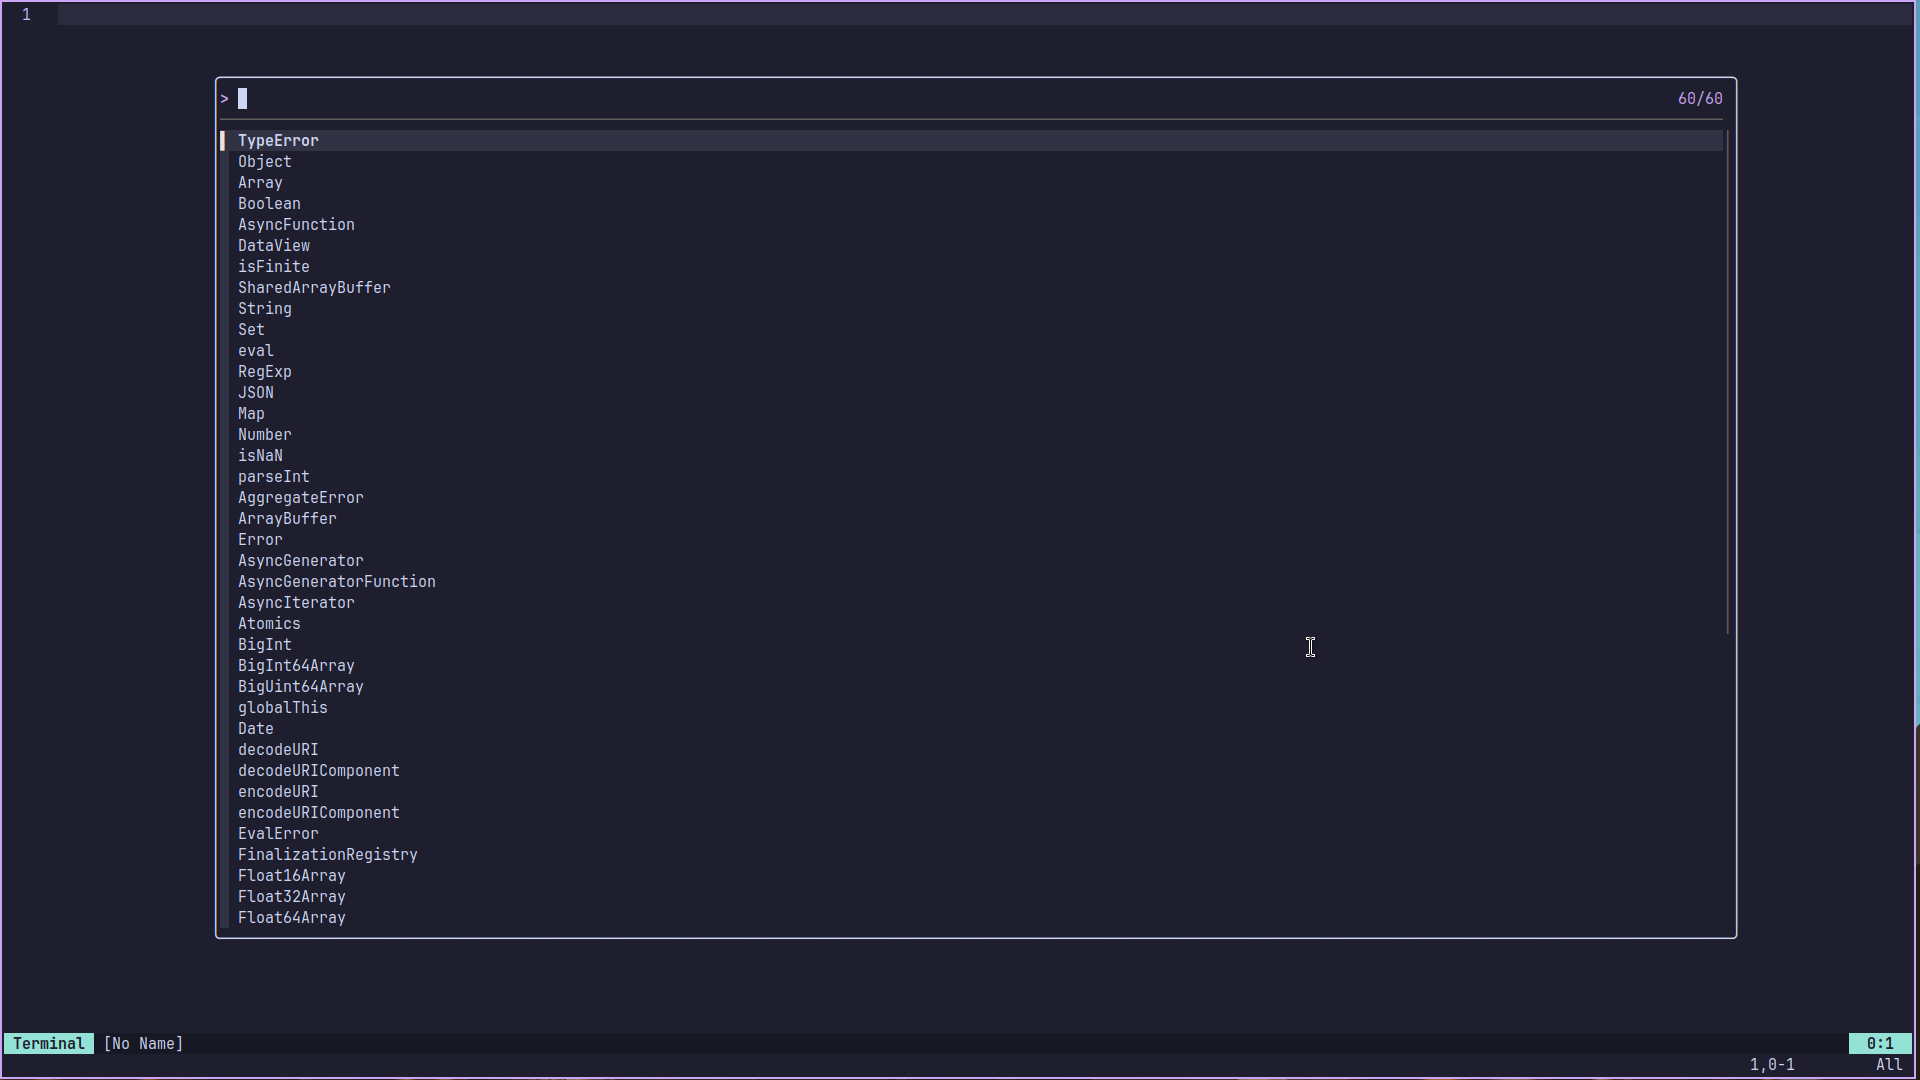 1
> 60/60
TypeError
Object
Array
Boolean
AsyncFunction
DataView
isFinite
SharedArrayBuffer
String
Set
eval
RegExp
JSON
Map
Number
isNaN
parseInt
AggregateError
ArrayBuffer
Error
AsyncGenerator
AsyncGeneratorFunction
AsyncIterator
Atomics
BigInt
BigInt64Array
BigUint64Array
globalThis
Date
decodeURI
decodeURIComponent
encodeURI
encodeURIComponent
EvalError
FinalizationRegistry
Float16Array
Float32Array
Float64Array
Terminal [No Name] 0:1
1,0-1 All